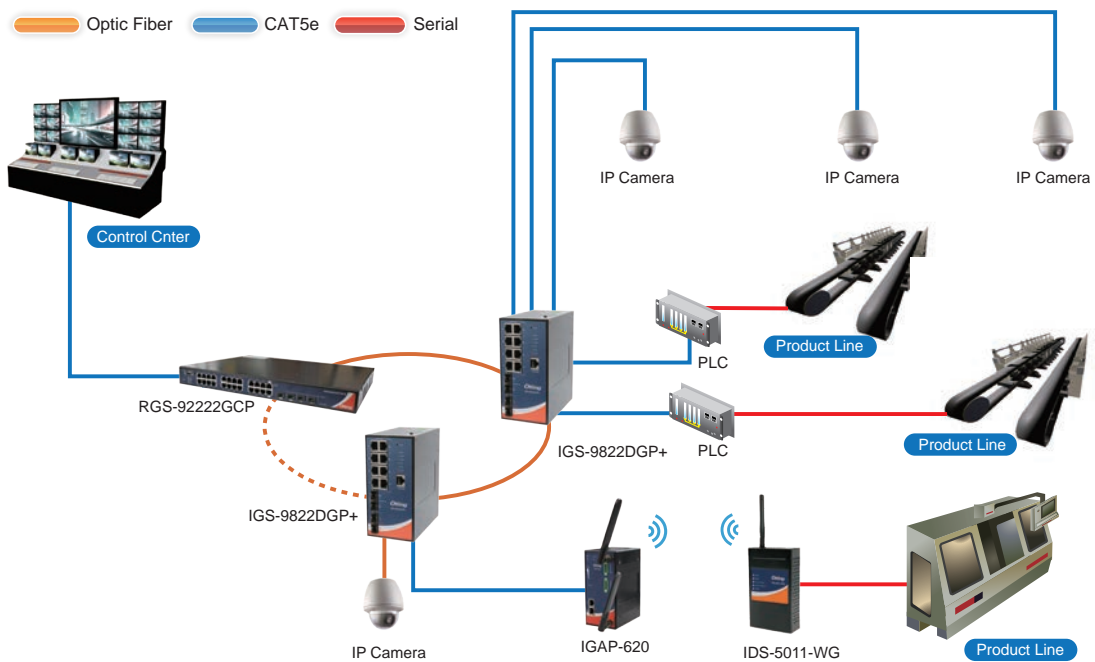 Optic Fiber
CAT5e
Serial
IP Camera
IP Camera
IP Camera
Control Cnter
PLC
Product Line
RGS-92222GCP
IGS-9822DGP+
PLC
Product Line
IGS-9822DGP+
IP Camera
IGAP-620
IDS-5011-WG
Product Line